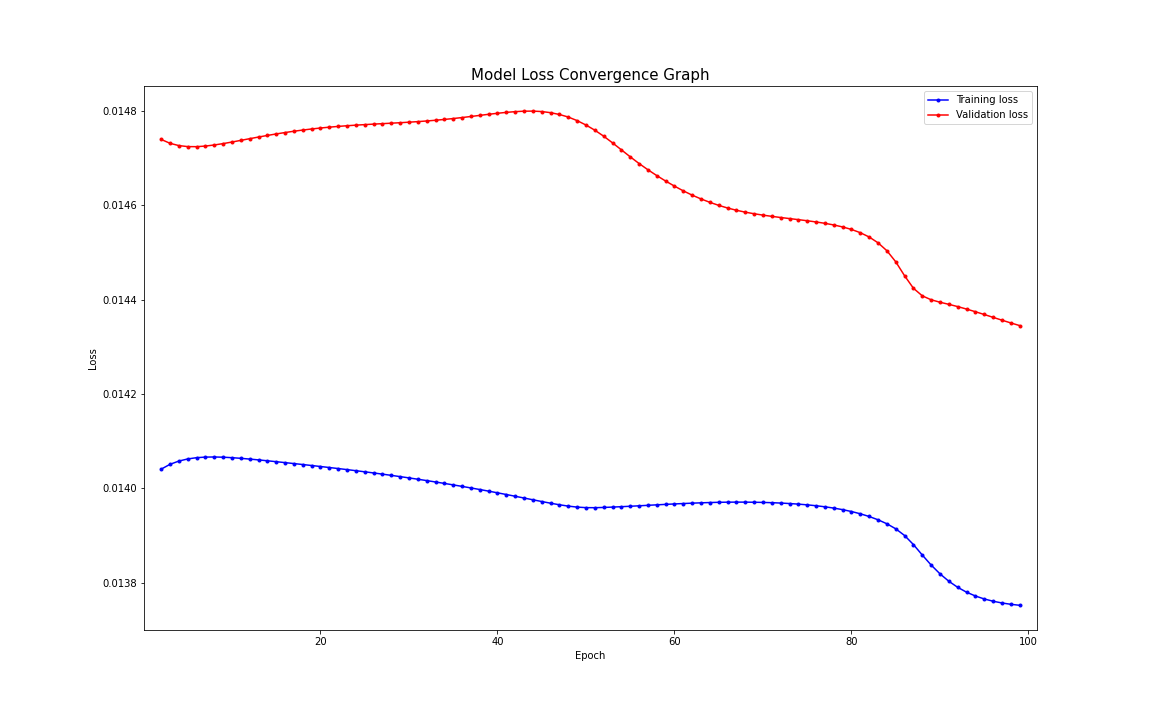 Model Loss Convergence Graph
Training loss
Validation loss
0.0148
0.0146
0.0144
0.0142
0.0140
0.0138
Loss
20
40
60
80
100
Epoch